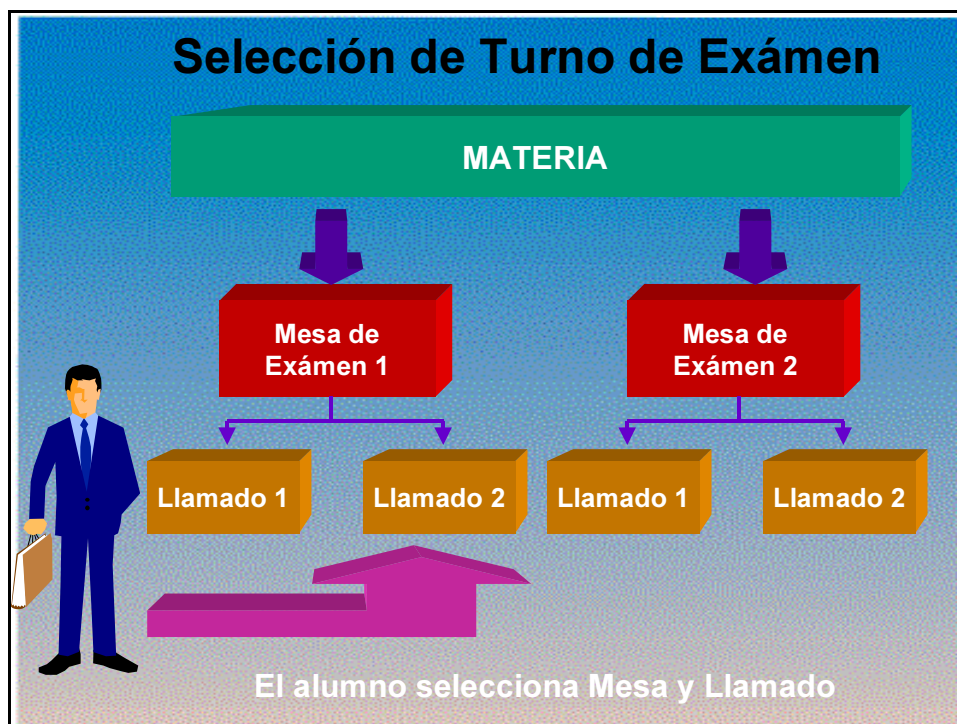 Selección de Turno de Exámen
MATERIA
Mesa de
Exámen 1
Mesa de
Exámen 2
Llamado 1
Llamado 2
Llamado 1
Llamado 2
El alumno selecciona Mesa y Llamado